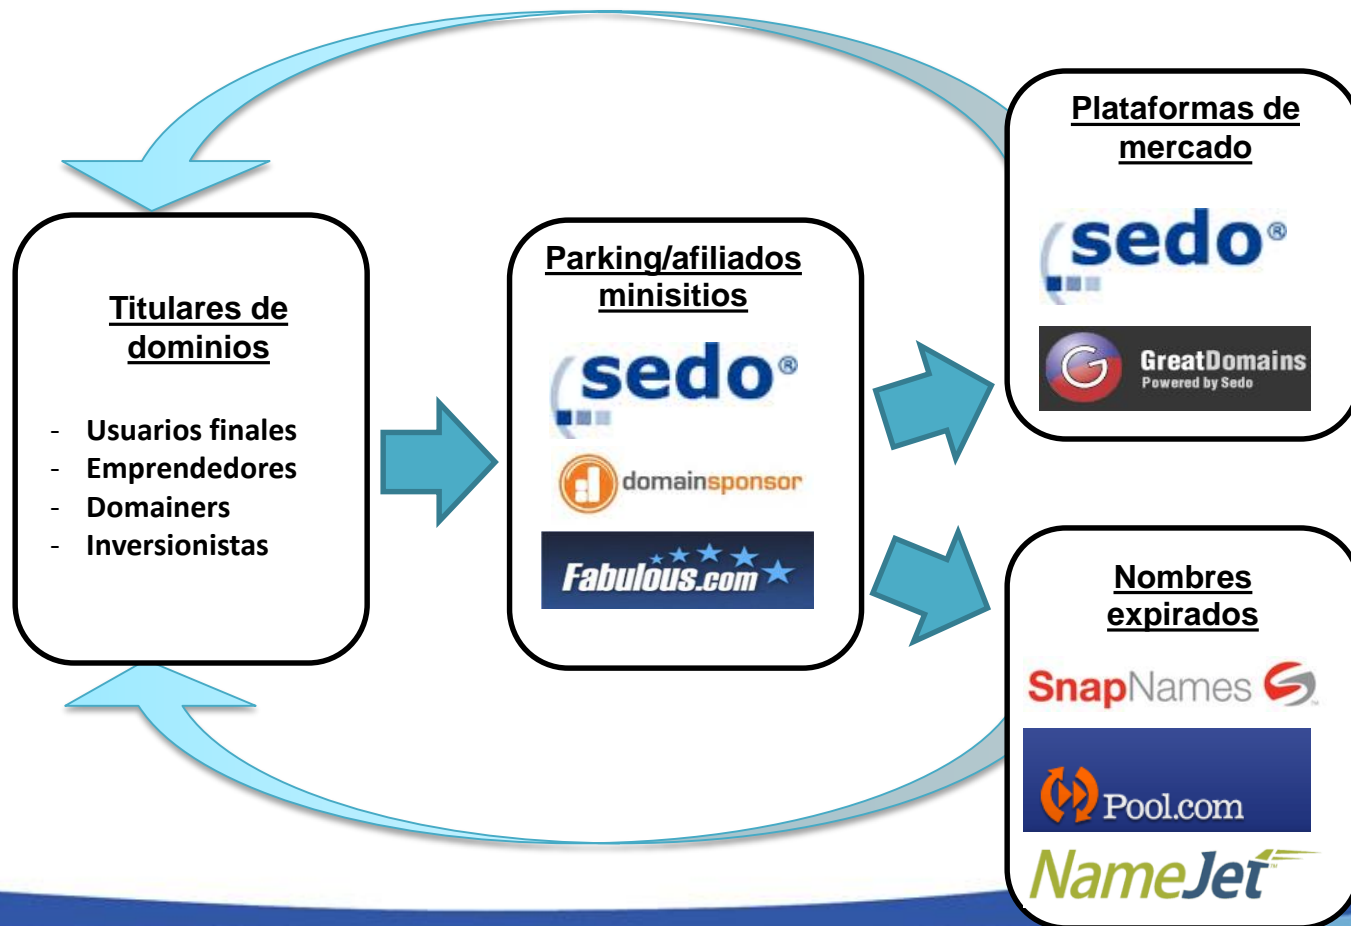 Titulares de
dominios
- Usuarios finales
- Emprendedores
- Domainers
- Inversionistas
Parking/afiliados
minisitios
sedo®
domainsponsor
Fabulous.com
Plataformas de
mercado
sedo®
G
GreatDomains
Powered by Sedo
Nombres
expirados
SnapNames
Pool.com
NameJet™